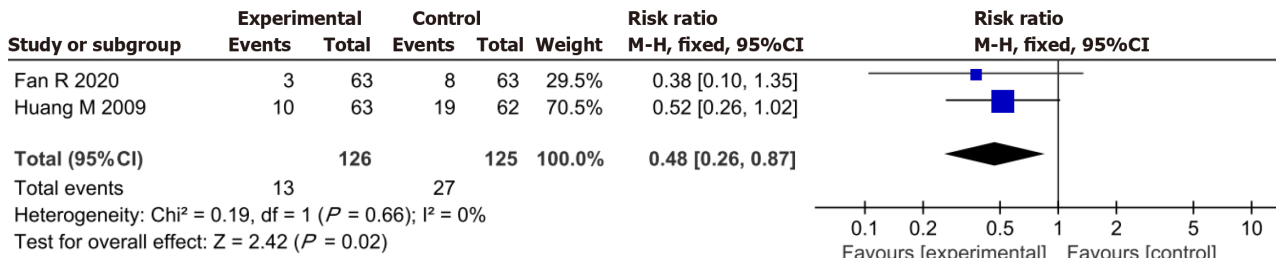 Experimental Control Risk ratio Risk ratio
Study or subgroup Events Total Events Total Weight M-H, fixed, 95%CI M-H, fixed, 95%CI
Fan R 2020 3 63 8 63 29.5% 0.38 [0.10, 1.35]
Huang M 2009 10 63 19 62 70.5% 0.52 [0.26, 1.02]
Total (95%CI) 126 125 100.0% 0.48 [0.26, 0.87]
Total events 13 27
Heterogeneity: Chi² = 0.19, df = 1 (P = 0.66); I² = 0%
Test for overall effect: Z = 2.42 (P = 0.02)
0.1 0.2 0.5 1 2 5 10
Favours [experimental] Favours [control]